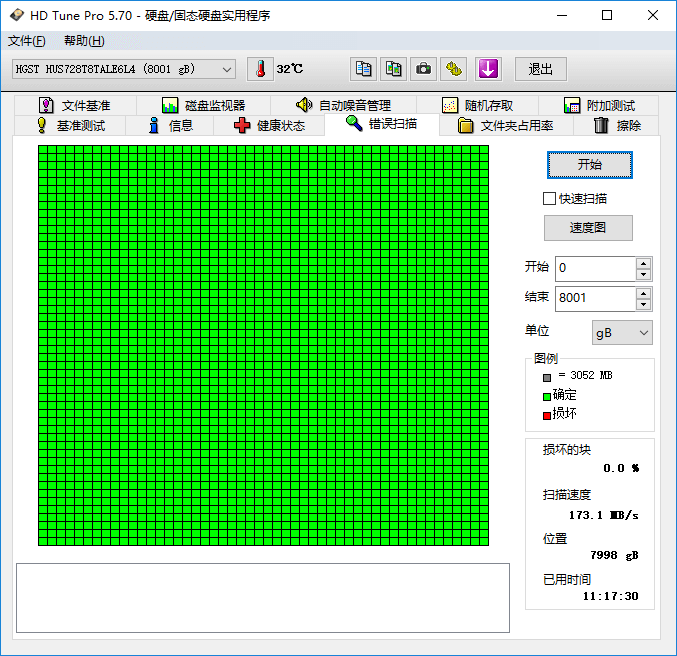 HD Tune Pro 5.70 - 硬盘/固态硬盘实用程序
文件(F) 帮助(H)
HGST HUS728T8TALE6L4 (8001 gB) 32℃ 退出
文件基准 磁盘监视器 自动噪音管理 随机存取 附加测试
基准测试 信息 健康状态 错误扫描 文件夹占用率 擦除
开始
快速扫描
速度图
开始 0
结束 8001
单位 gB
图例
= 3052 MB
确定
损坏
损坏的块
0.0 %
扫描速度
173.1 MB/s
位置
7998 gB
已用时间
11:17:30